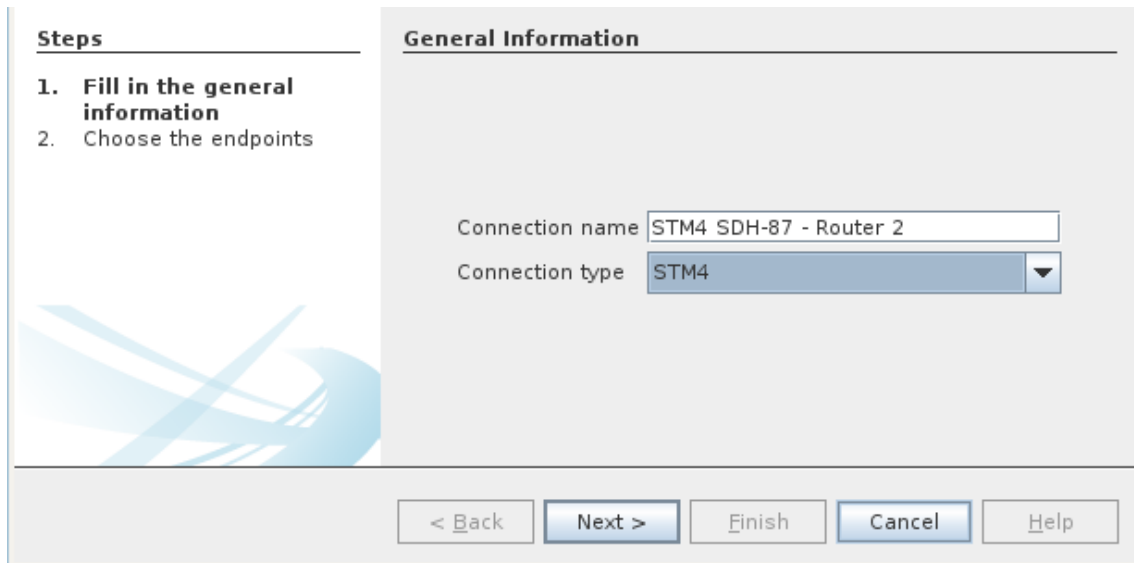 Steps
1. Fill in the general
information
2. Choose the endpoints
General Information
Connection name STM4 SDH-87 - Router 2
Connection type STM4
< Back Next > Finish Cancel Help